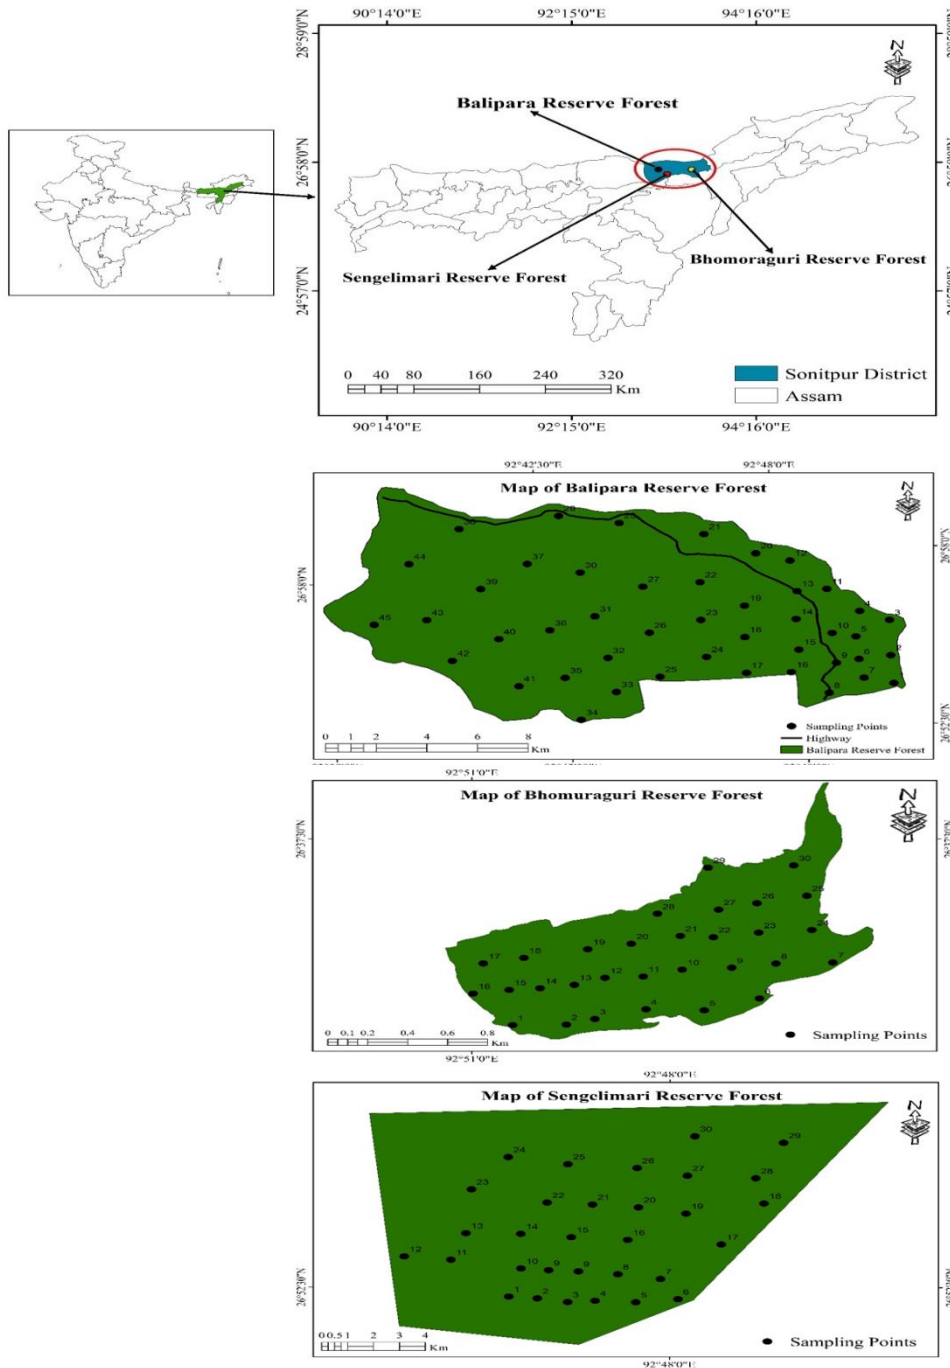 90°14'0"E 92°15'0"E 94°16'0"E
28°59'0"N
N
Balipara Reserve Forest
26°58'0"N
Sengelimari Reserve Forest
Bhomoraguri Reserve Forest
24°57'0"N
0 40 80 160 240 320
Km
Sonitpur District
Assam
90°14'0"E 92°15'0"E 94°16'0"E
92°42'30"E 92°48'0"E
Map of Balipara Reserve Forest
N
21
20
12
44 37 30 27 22 13 11
39 19 4
45 43 31 23 14 3
36 26 10 5
40 18
42 32 24 15 9 6 2
35 25 17 16 7
41 33 8
34
26°58'0"N
26°52'30"N
Sampling Points
Highway
Balipara Reserve Forest
0 0.5 1 2 4 6 8
Km
92°51'0"E
Map of Bhomuraguri Reserve Forest
N
26°37'30"N
29 30
25
28 27 26
21 22 23 24
20
17 18 19
16 15 14 13 12 11 10 9 8 7
4 5 6
1 2 3
0 0.1 0.2 0.4 0.6 0.8
Km
Sampling Points
92°51'0"E
92°48'0"E
Map of Sengelimari Reserve Forest
N
30 29
24 25 26 27 28
23
22 21 20 19 18
13 14 15 16 17
12 11
10 9 9 8 7
1 2 3 4 5 6
26°52'30"N
0 0.5 1 2 3 4
Km
Sampling Points
92°48'0"E